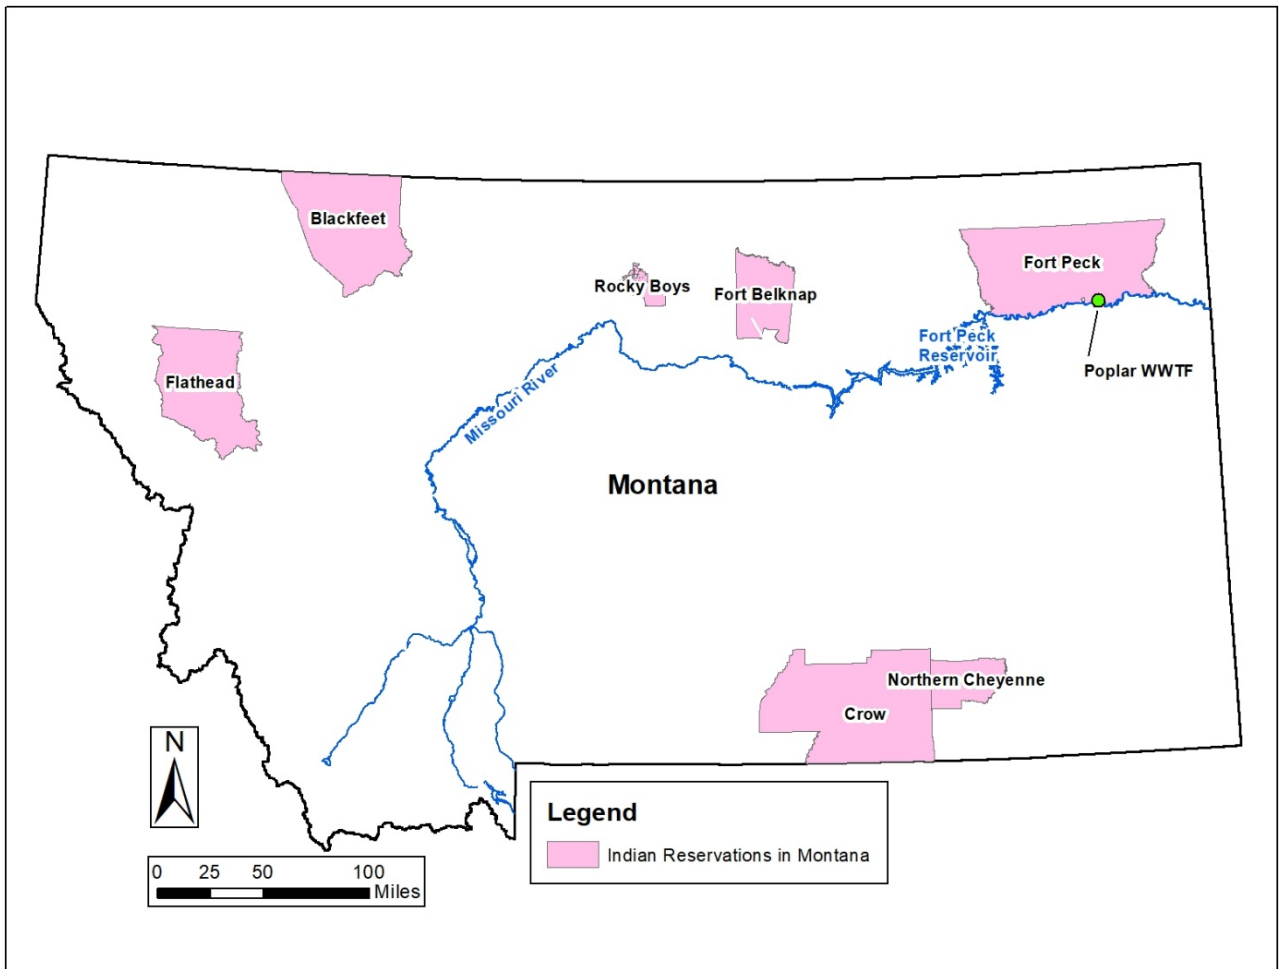 Blackfeet
Rocky Boys
Fort Belknap
Fort Peck
Flathead
Fort Peck
Reservoir
Poplar WWTF
Missouri River
Montana
Northern Cheyenne
Crow
N
0 25 50 100
Miles
Legend
Indian Reservations in Montana